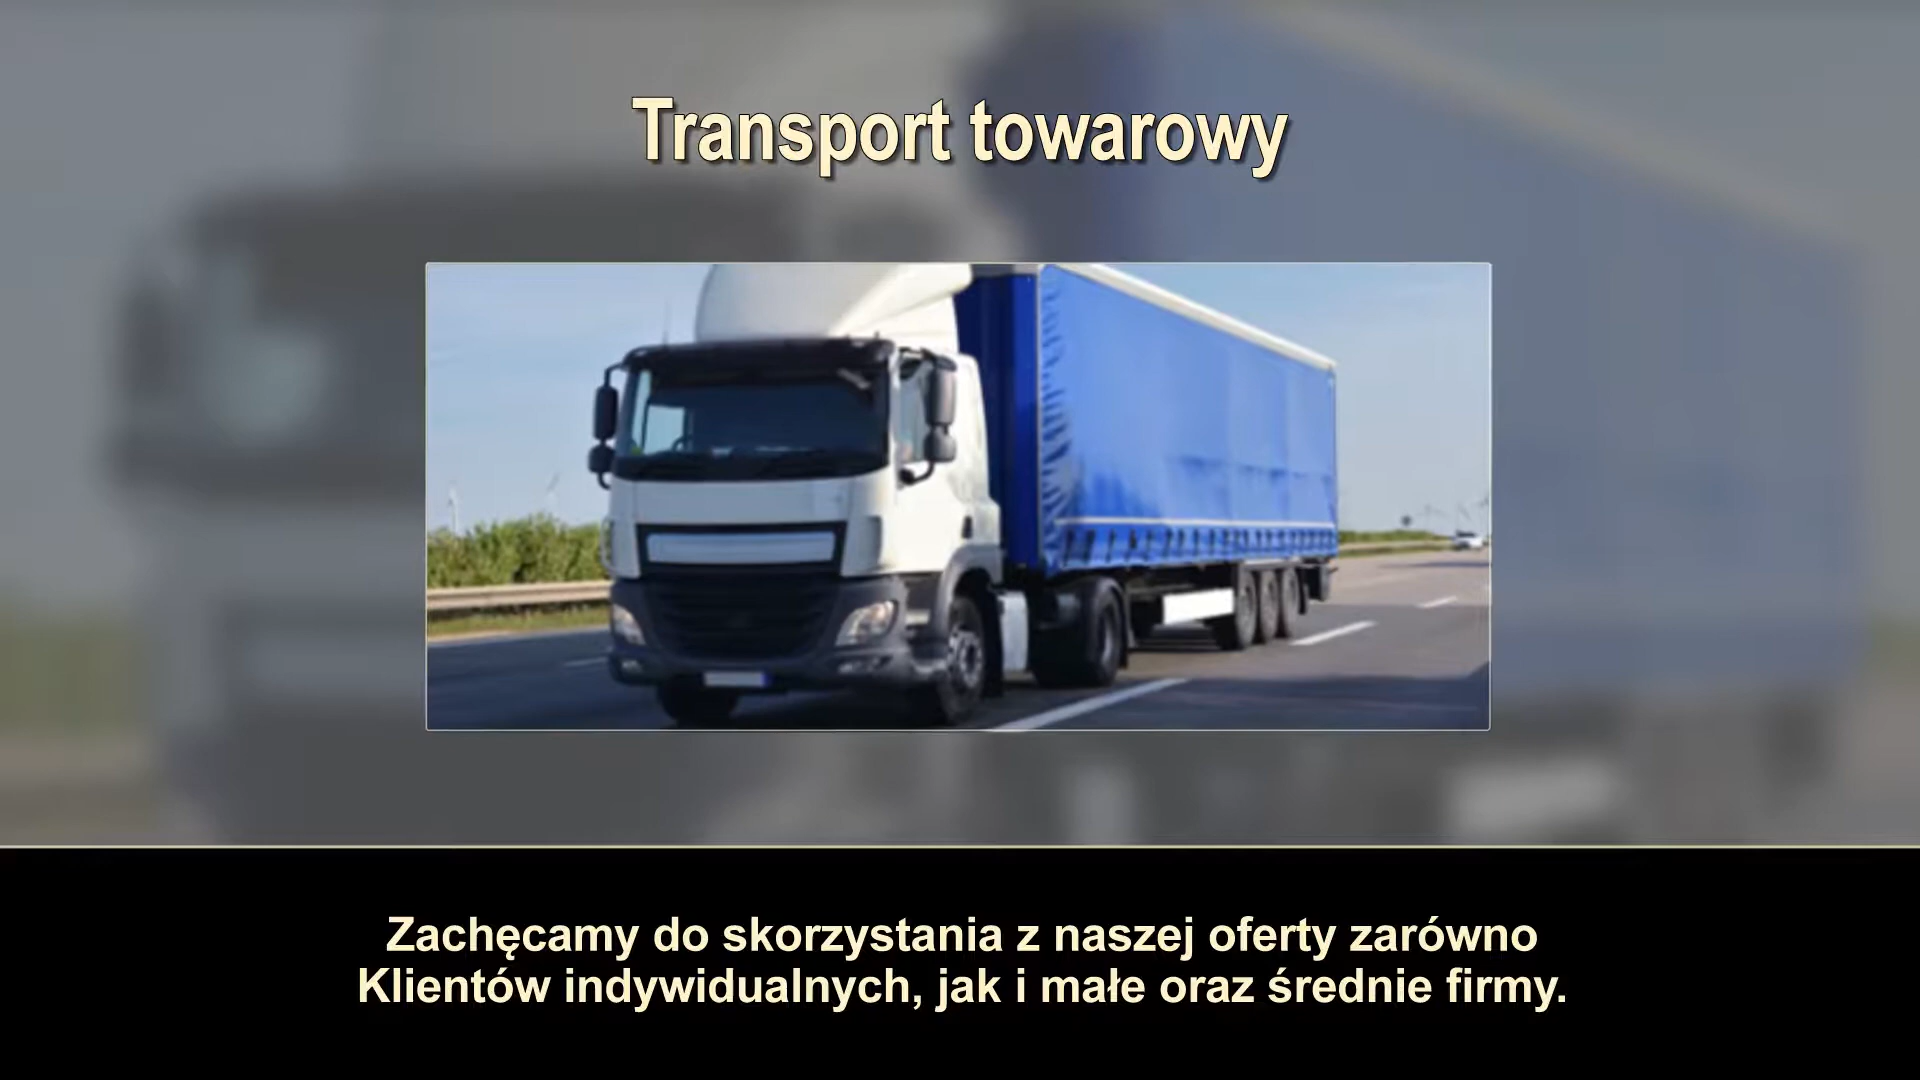 Transport towarowy
Zachęcamy do skorzystania z naszej oferty zarówno
Klientów indywidualnych, jak i małe oraz średnie firmy.